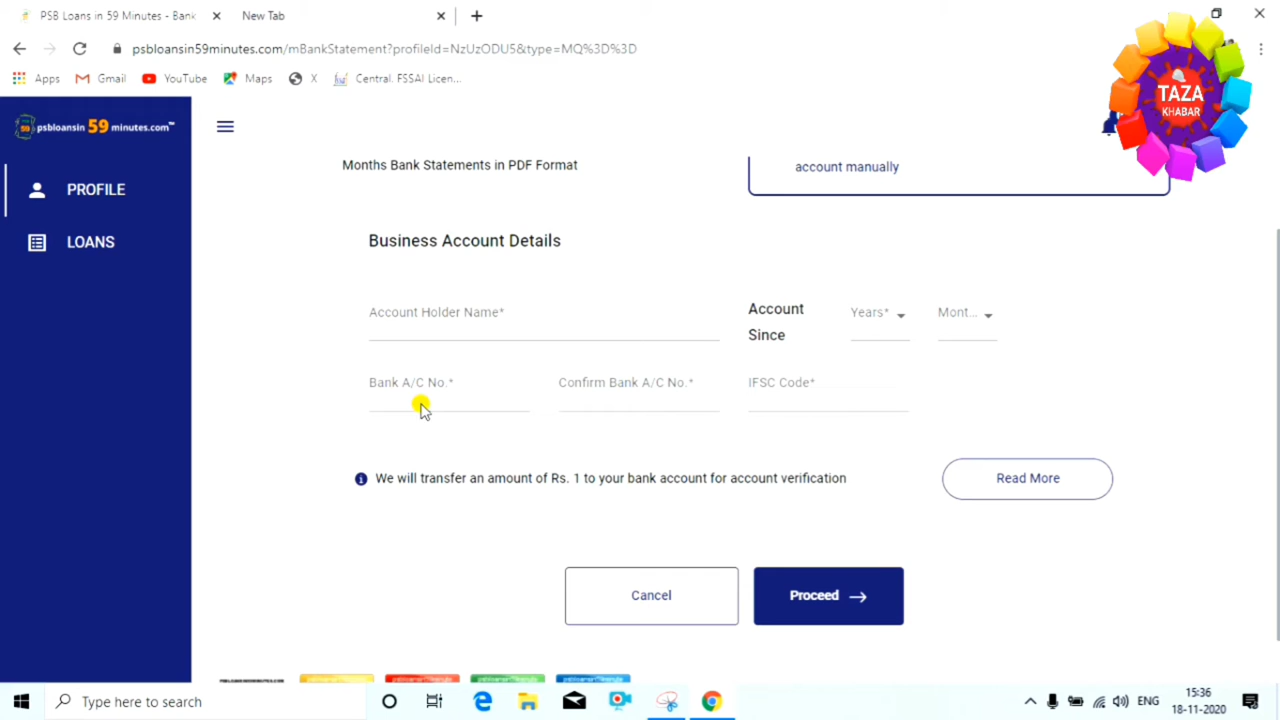 PSB Loans in 59 Minutes - Bank
New Tab
psbloansin59minutes.com/mBankStatement?profileId=NzUzODU5&type=MQ%3D%3D
Apps
Gmail
YouTube
Maps
X
Central. FSSAI Licen...
TAZA
KHABAR
psbloansin 59 minutes.com™
Months Bank Statements in PDF Format
account manually
PROFILE
LOANS
Business Account Details
Account Holder Name*
Account
Since
Years*
Mont...
Bank A/C No.*
Confirm Bank A/C No.*
IFSC Code*
We will transfer an amount of Rs. 1 to your bank account for account verification
Read More
Cancel
Proceed
Type here to search
ENG
15:36
18-11-2020